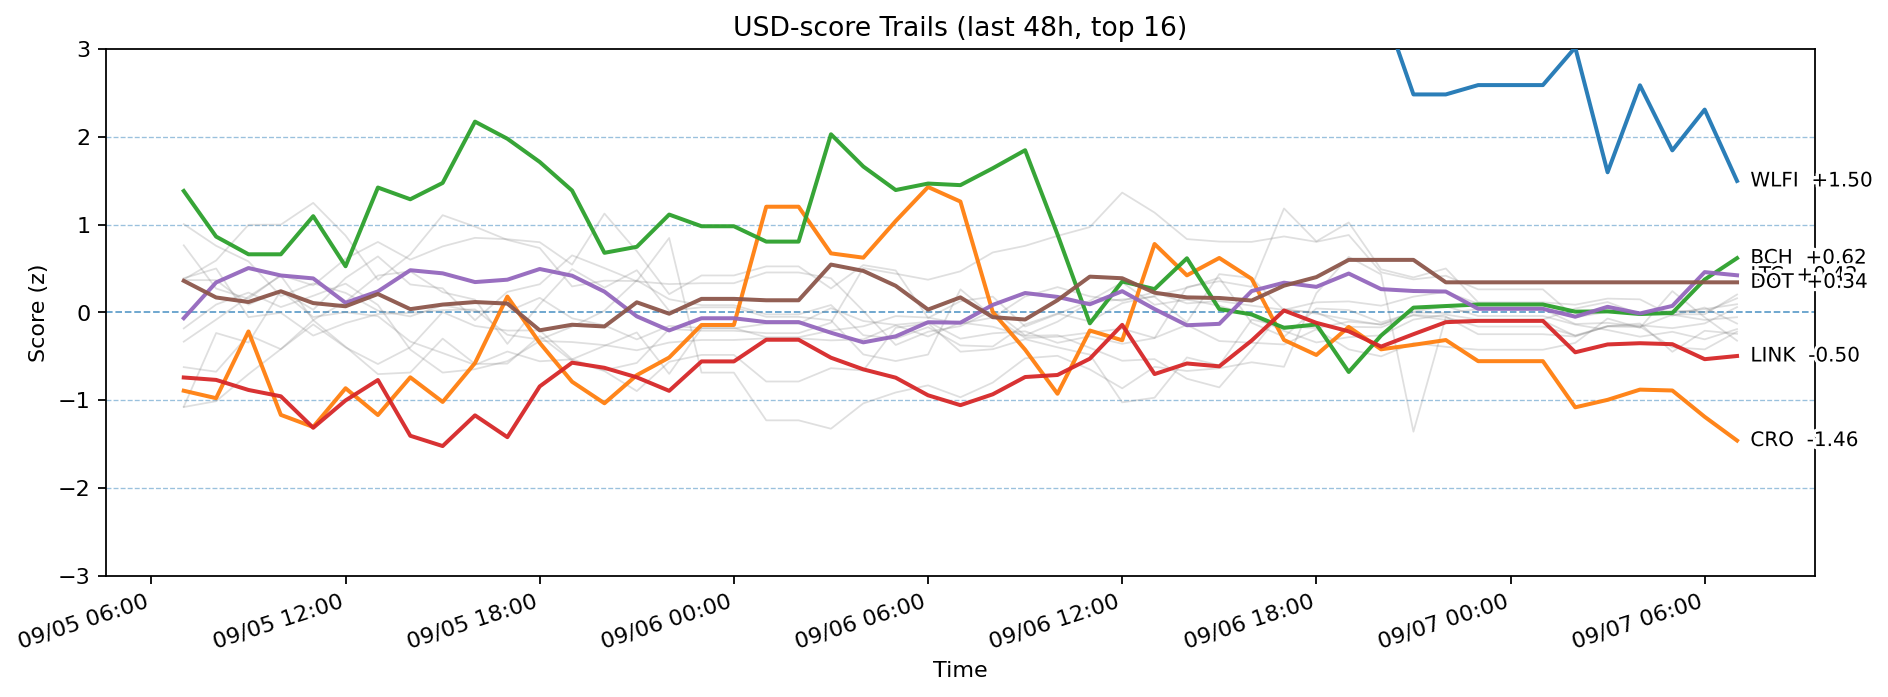 USD-score Trails (last 48h, top 16)
Score (z)
3
2
1
0
−1
−2
−3
WLFI +1.50
BCH +0.62
DOT +0.34
LINK -0.50
CRO -1.46
09/05 06:00
09/05 12:00
09/05 18:00
09/06 00:00
09/06 06:00
09/06 12:00
09/06 18:00
09/07 00:00
09/07 06:00
Time